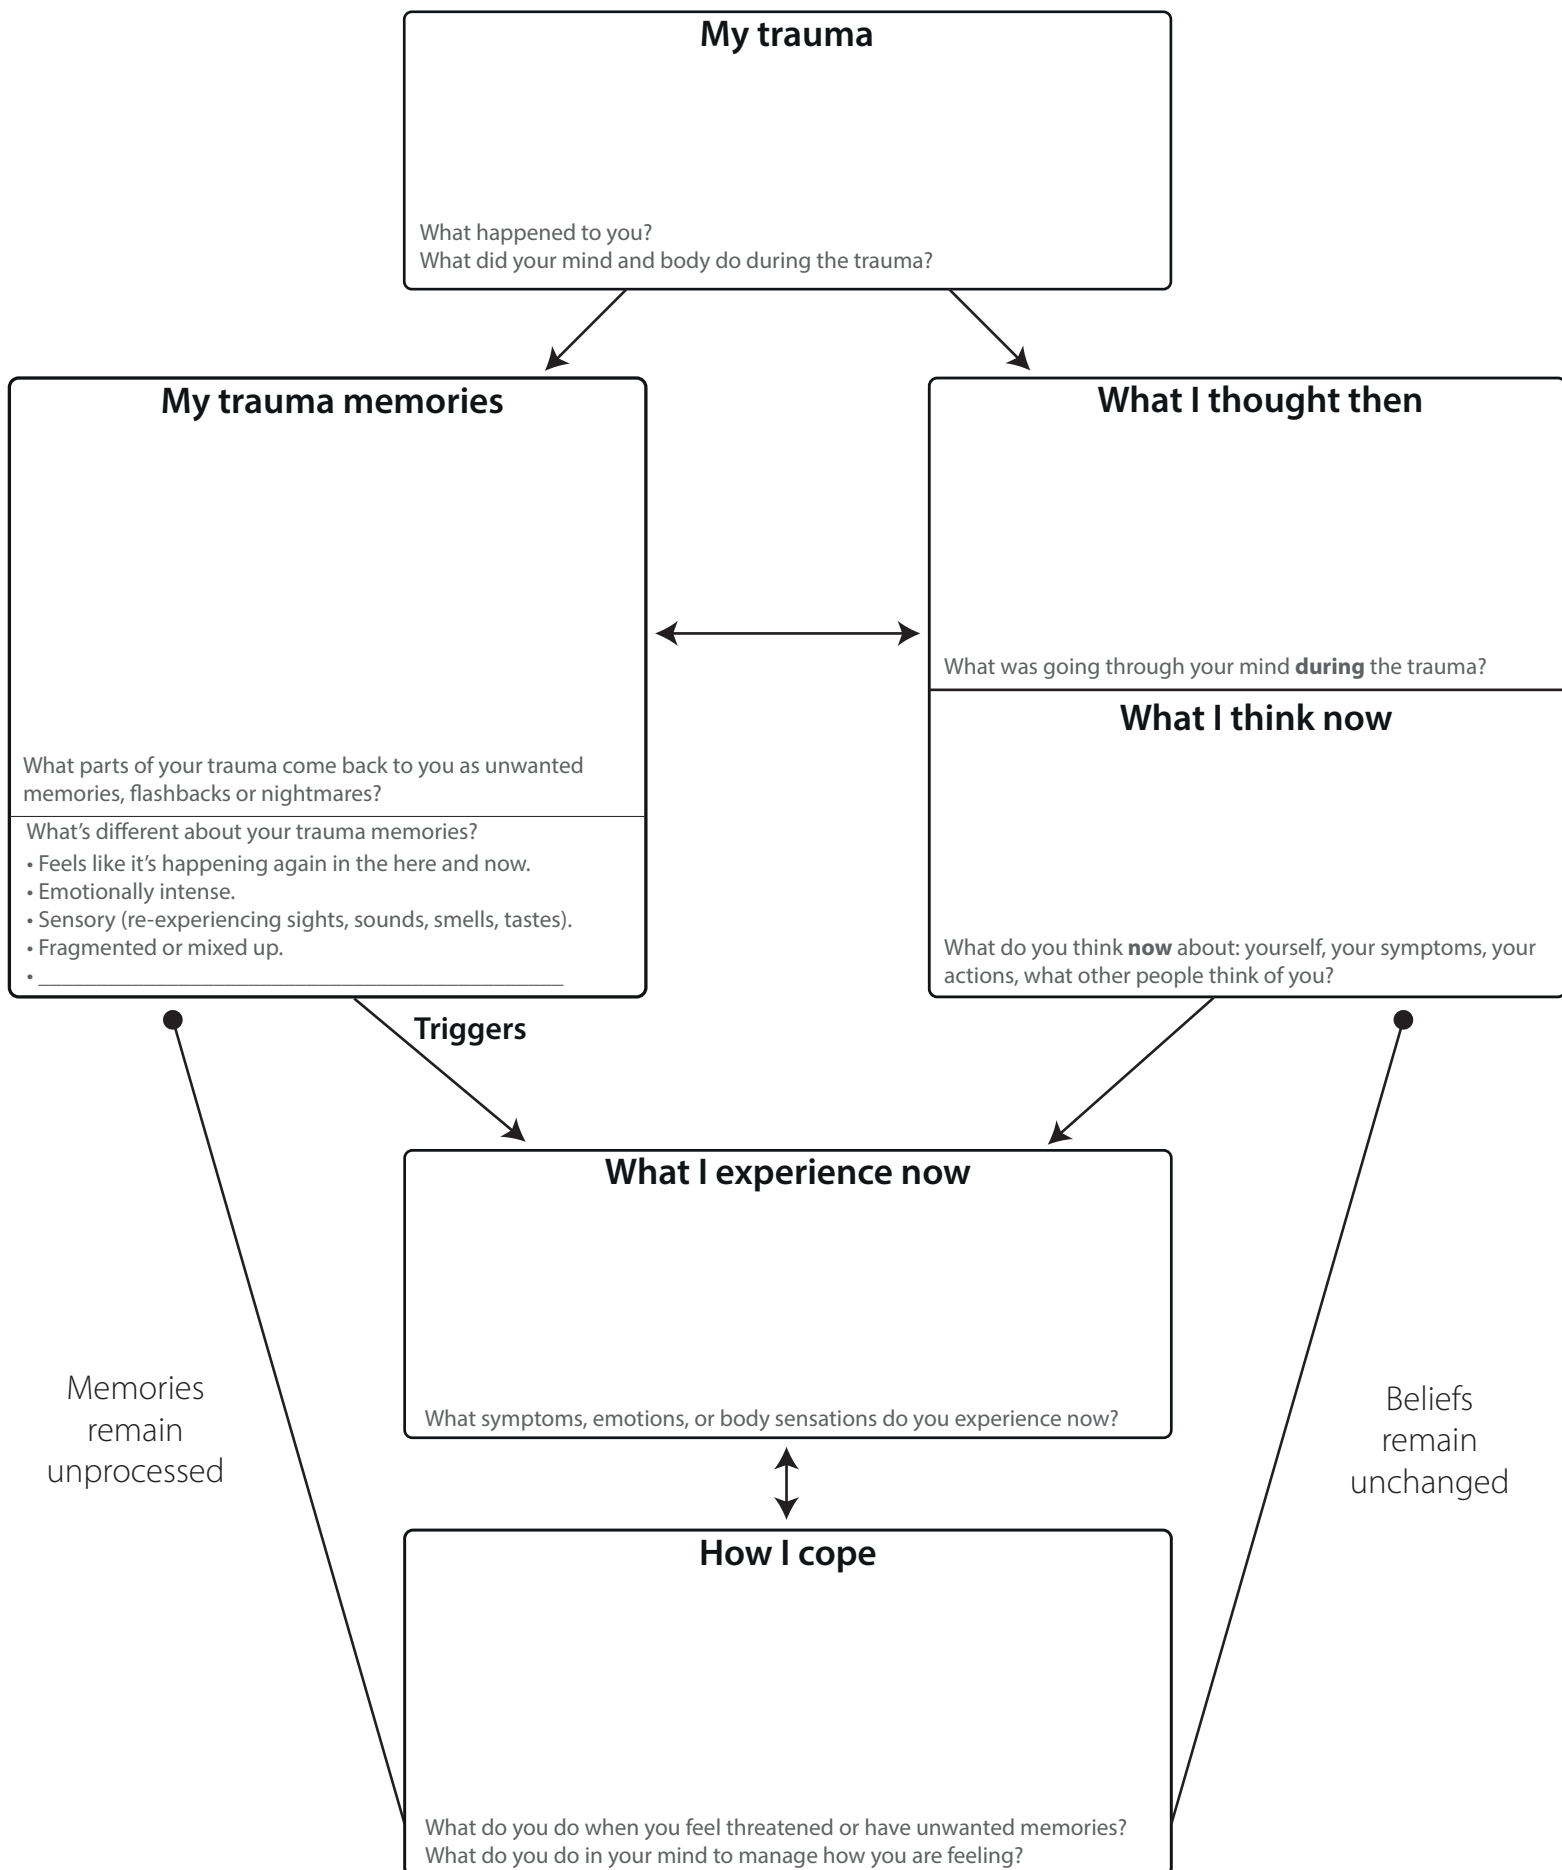 My trauma
What happened to you?
What did your mind and body do during the trauma?
My trauma memories
What parts of your trauma come back to you as unwanted
memories, flashbacks or nightmares?
What's different about your trauma memories?
• Feels like it's happening again in the here and now.
• Emotionally intense.
• Sensory (re-experiencing sights, sounds, smells, tastes).
• Fragmented or mixed up.
• ______________________________________________
What I thought then
What was going through your mind during the trauma?
What I think now
What do you think now about: yourself, your symptoms, your
actions, what other people think of you?
Triggers
What I experience now
What symptoms, emotions, or body sensations do you experience now?
Memories
remain
unprocessed
Beliefs
remain
unchanged
How I cope
What do you do when you feel threatened or have unwanted memories?
What do you do in your mind to manage how you are feeling?